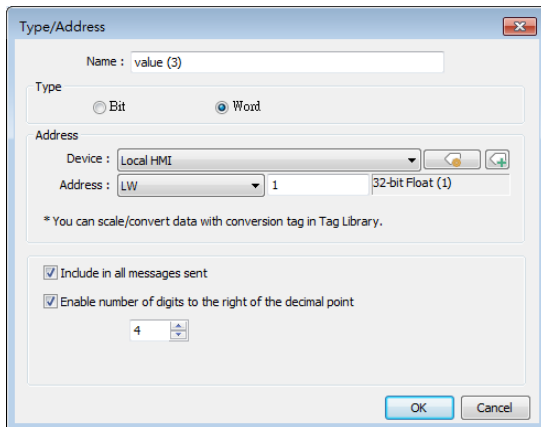 Type/Address
Name : value (3)
Type
Bit Word
Address
Device : Local HMI
Address : LW 1 32-bit Float (1)
* You can scale/convert data with conversion tag in Tag Library.
Include in all messages sent
Enable number of digits to the right of the decimal point
4
OK Cancel